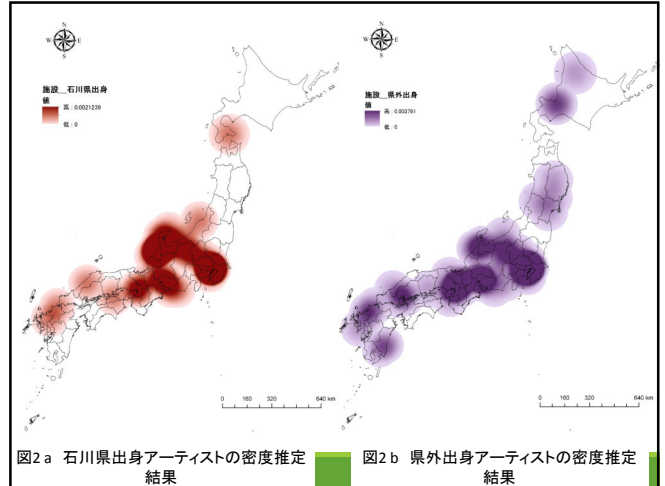 N
W
E
S
施設__石川県出身
値
高 : 0.0021239
低 : 0
0
160
320
640 km
図2 a 石川県出身アーティストの密度推定
結果
N
W
E
S
施設__県外出身
値
高 : 0.003761
低 : 0
0
160
320
640 km
図2 b 県外出身アーティストの密度推定
結果